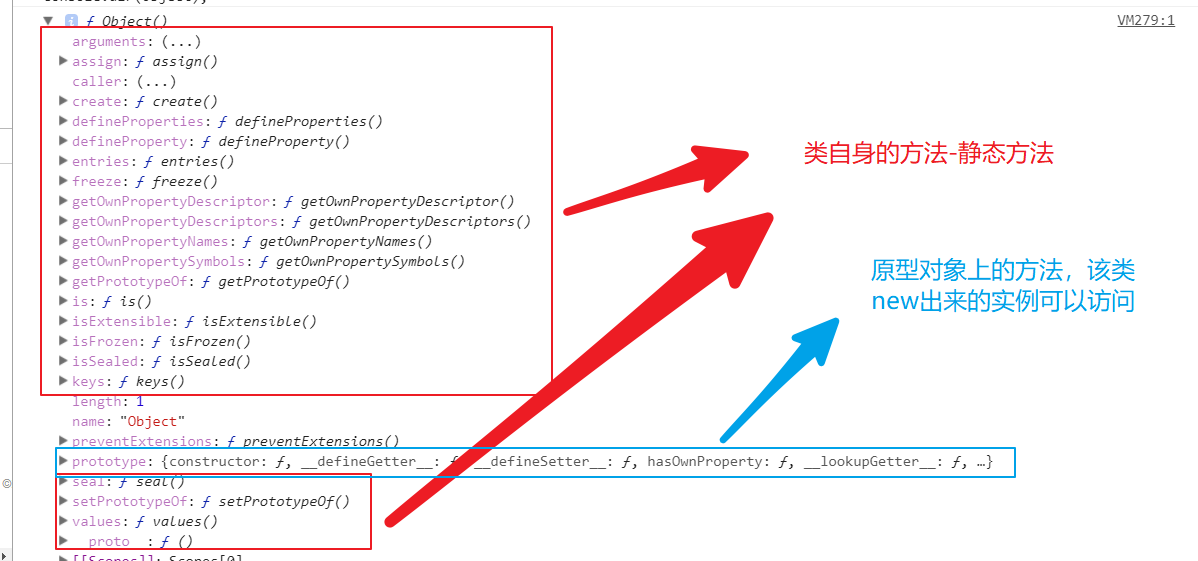 ƒ Object()
VM279:1
arguments: (...)
assign: ƒ assign()
caller: (...)
create: ƒ create()
defineProperties: ƒ defineProperties()
defineProperty: ƒ defineProperty()
entries: ƒ entries()
freeze: ƒ freeze()
getOwnPropertyDescriptor: ƒ getOwnPropertyDescriptor()
getOwnPropertyDescriptors: ƒ getOwnPropertyDescriptors()
getOwnPropertyNames: ƒ getOwnPropertyNames()
getOwnPropertySymbols: ƒ getOwnPropertySymbols()
getPrototypeOf: ƒ getPrototypeOf()
is: ƒ is()
isExtensible: ƒ isExtensible()
isFrozen: ƒ isFrozen()
isSealed: ƒ isSealed()
keys: ƒ keys()
length: 1
name: "Object"
preventExtensions: ƒ preventExtensions()
prototype: {constructor: ƒ, __defineGetter__: ƒ, __defineSetter__: ƒ, hasOwnProperty: ƒ, __lookupGetter__: ƒ, …}
seal: ƒ seal()
setPrototypeOf: ƒ setPrototypeOf()
values: ƒ values()
__proto__: ƒ ()
[[Scopes]]: Scopes[0]
类自身的方法-静态方法
原型对象上的方法，该类
new出来的实例可以访问